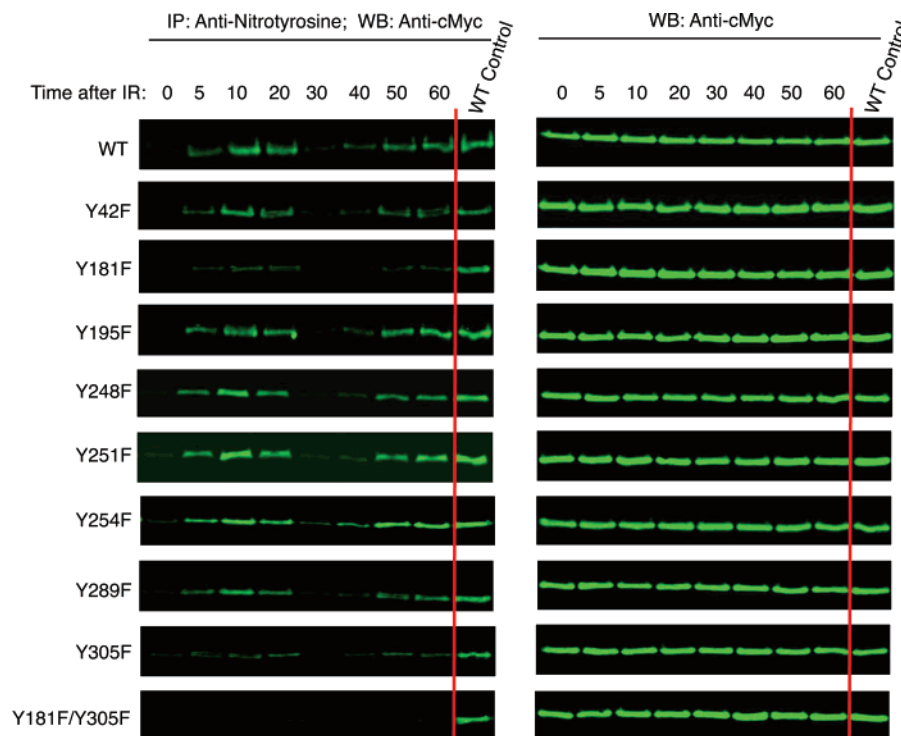 IP: Anti-Nitrotyrosine; WB: Anti-cMyc
WB: Anti-cMyc
Time after IR: 0 5 10 20 30 40 50 60 WT Control
0 5 10 20 30 40 50 60 WT Control
WT
Y42F
Y181F
Y195F
Y248F
Y251F
Y254F
Y289F
Y305F
Y181F/Y305F